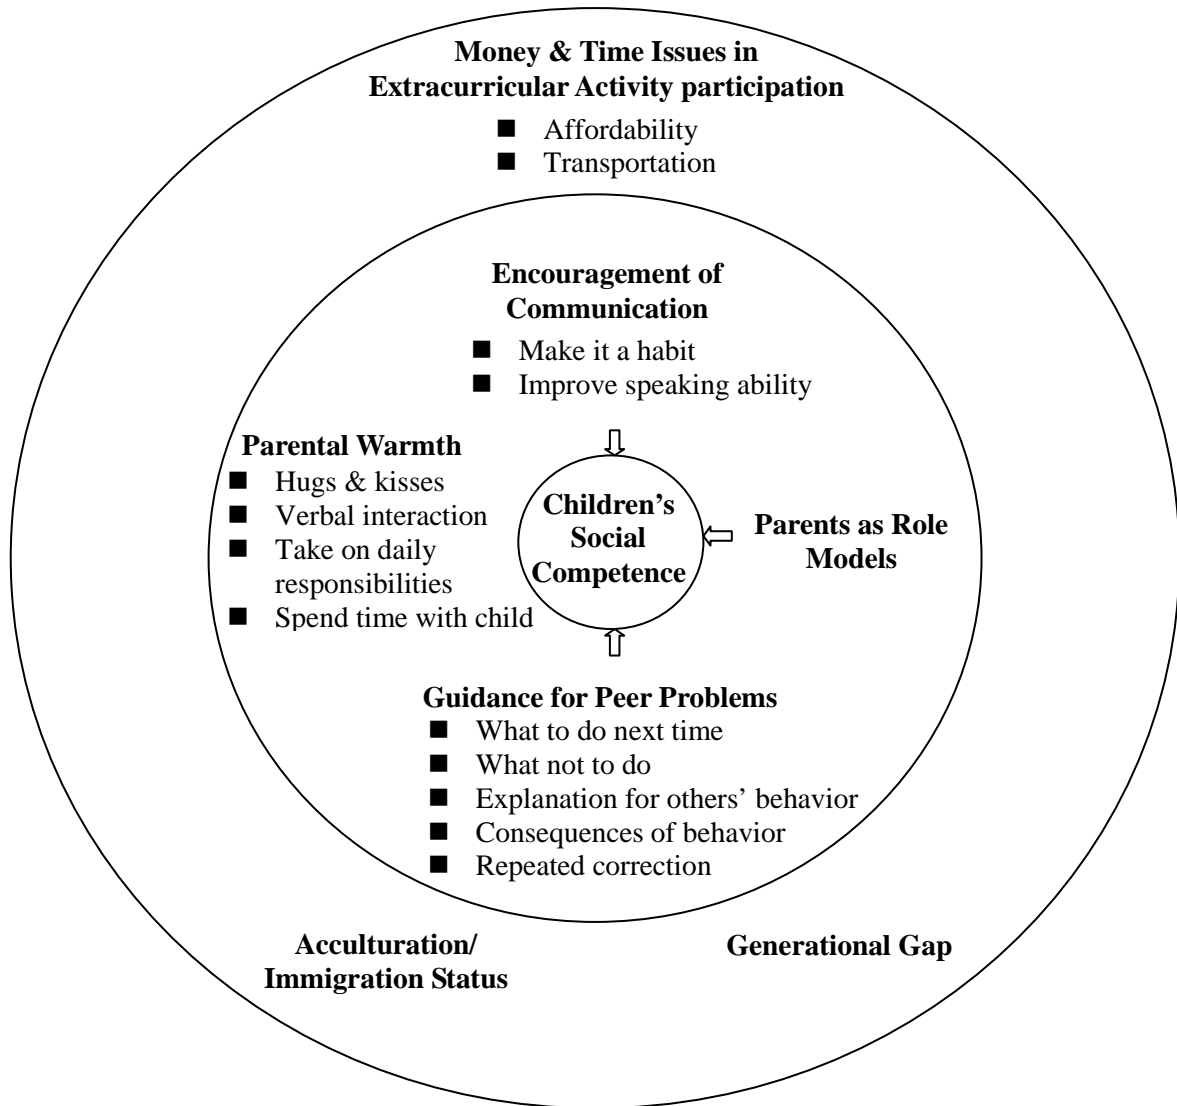 Money & Time Issues in
Extracurricular Activity participation
■ Affordability
■ Transportation
Encouragement of
Communication
■ Make it a habit
■ Improve speaking ability
Parental Warmth
■ Hugs & kisses
■ Verbal interaction
■ Take on daily
responsibilities
■ Spend time with child
Children’s
Social
Competence
Parents as Role
Models
Guidance for Peer Problems
■ What to do next time
■ What not to do
■ Explanation for others’ behavior
■ Consequences of behavior
■ Repeated correction
Acculturation/
Immigration Status
Generational Gap